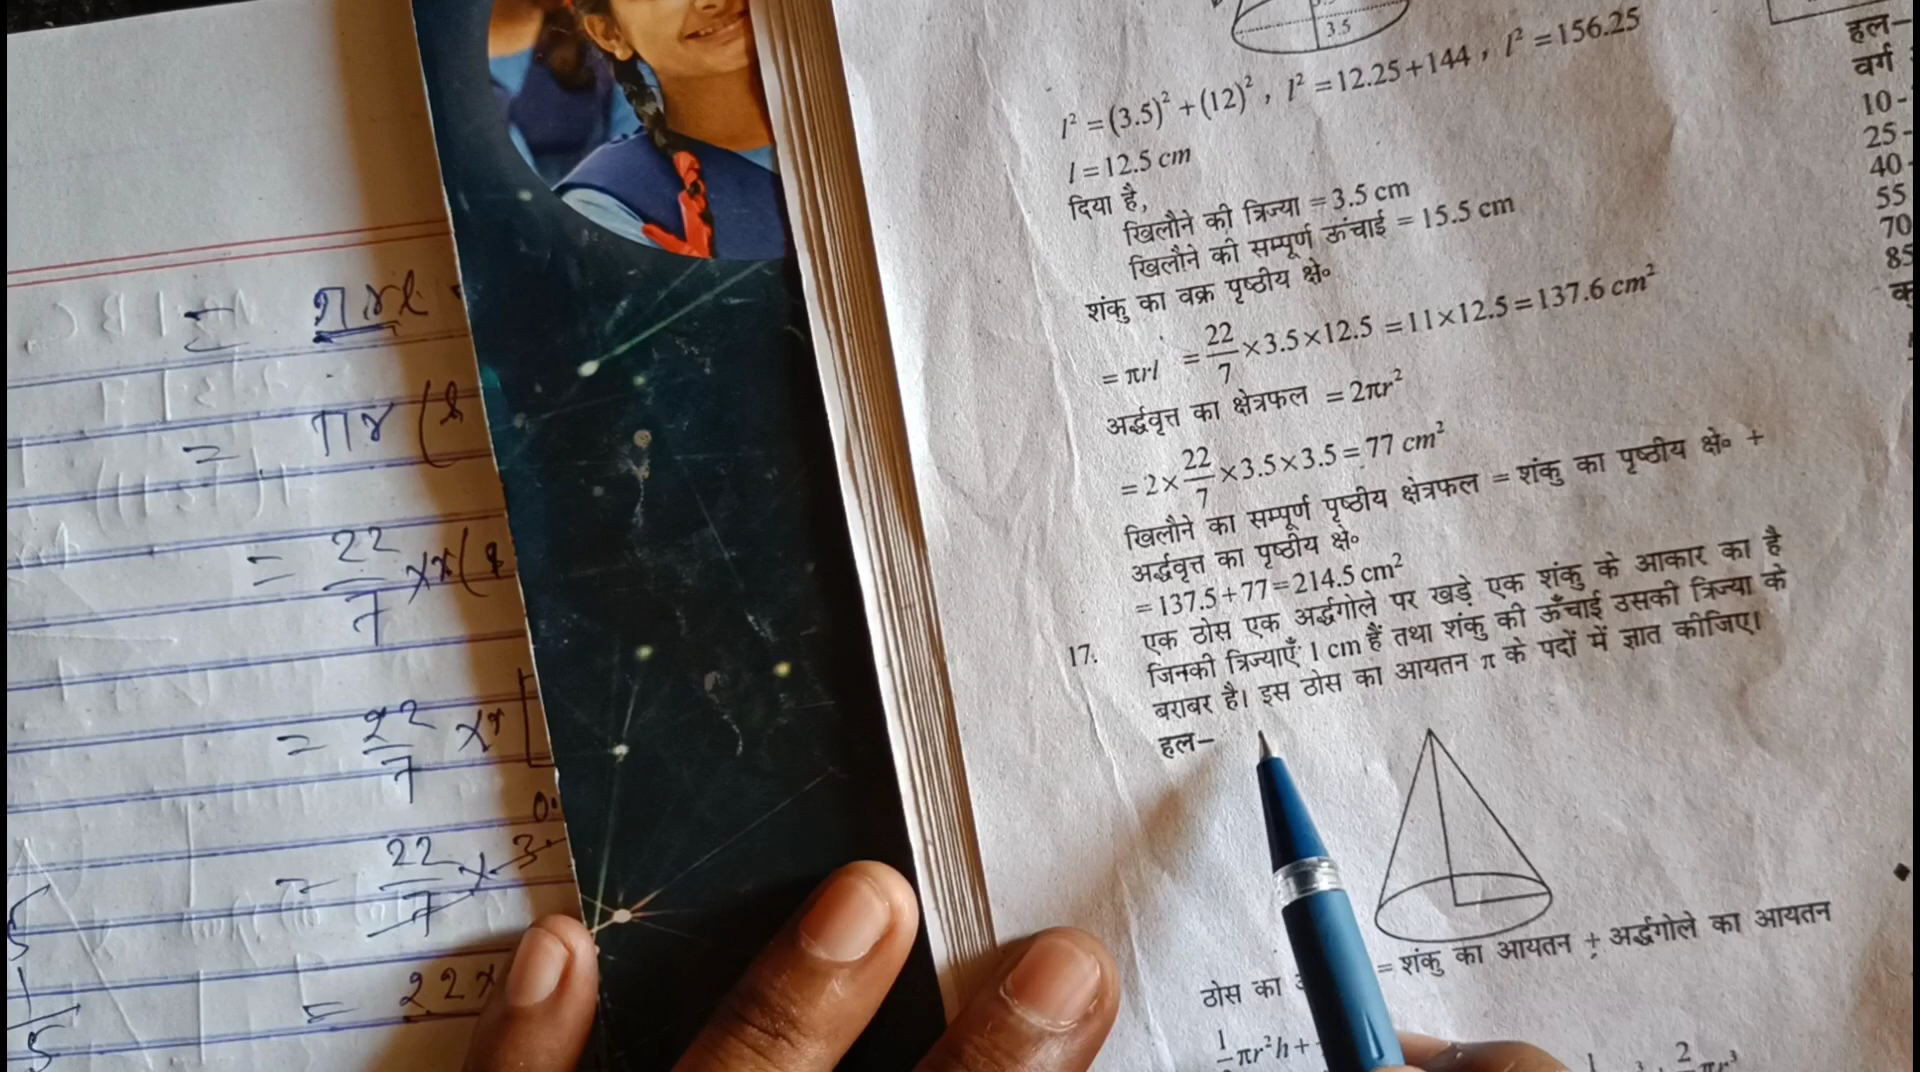 = πrl
= πr (
= 22/7 × r (
= 22/7 × r [
= 22/7 ×
= 22 ×
3.5
l² = (3.5)² + (12)² , l² = 12.25 + 144 , l² = 156.25
l = 12.5 cm
दिया है,
खिलौने की त्रिज्या = 3.5 cm
खिलौने की सम्पूर्ण ऊंचाई = 15.5 cm
शंकु का वक्र पृष्ठीय क्षे॰
= πrl = 22/7 × 3.5 × 12.5 = 11 × 12.5 = 137.6 cm²
अर्द्धवृत्त का क्षेत्रफल = 2πr²
= 2 × 22/7 × 3.5 × 3.5 = 77 cm²
खिलौने का सम्पूर्ण पृष्ठीय क्षेत्रफल = शंकु का पृष्ठीय क्षे॰ +
अर्द्धवृत्त का पृष्ठीय क्षे॰
= 137.5 + 77 = 214.5 cm²
17. एक ठोस एक अर्द्धगोले पर खड़े एक शंकु के आकार का है
जिनकी त्रिज्याएँ 1 cm हैं तथा शंकु की ऊँचाई उसकी त्रिज्या के
बराबर है। इस ठोस का आयतन π के पदों में ज्ञात कीजिए।
हल–
ठोस का = शंकु का आयतन + अर्द्धगोले का आयतन
πr²h +
हल–
वर्ग
10-
25-
40-
55
70
85